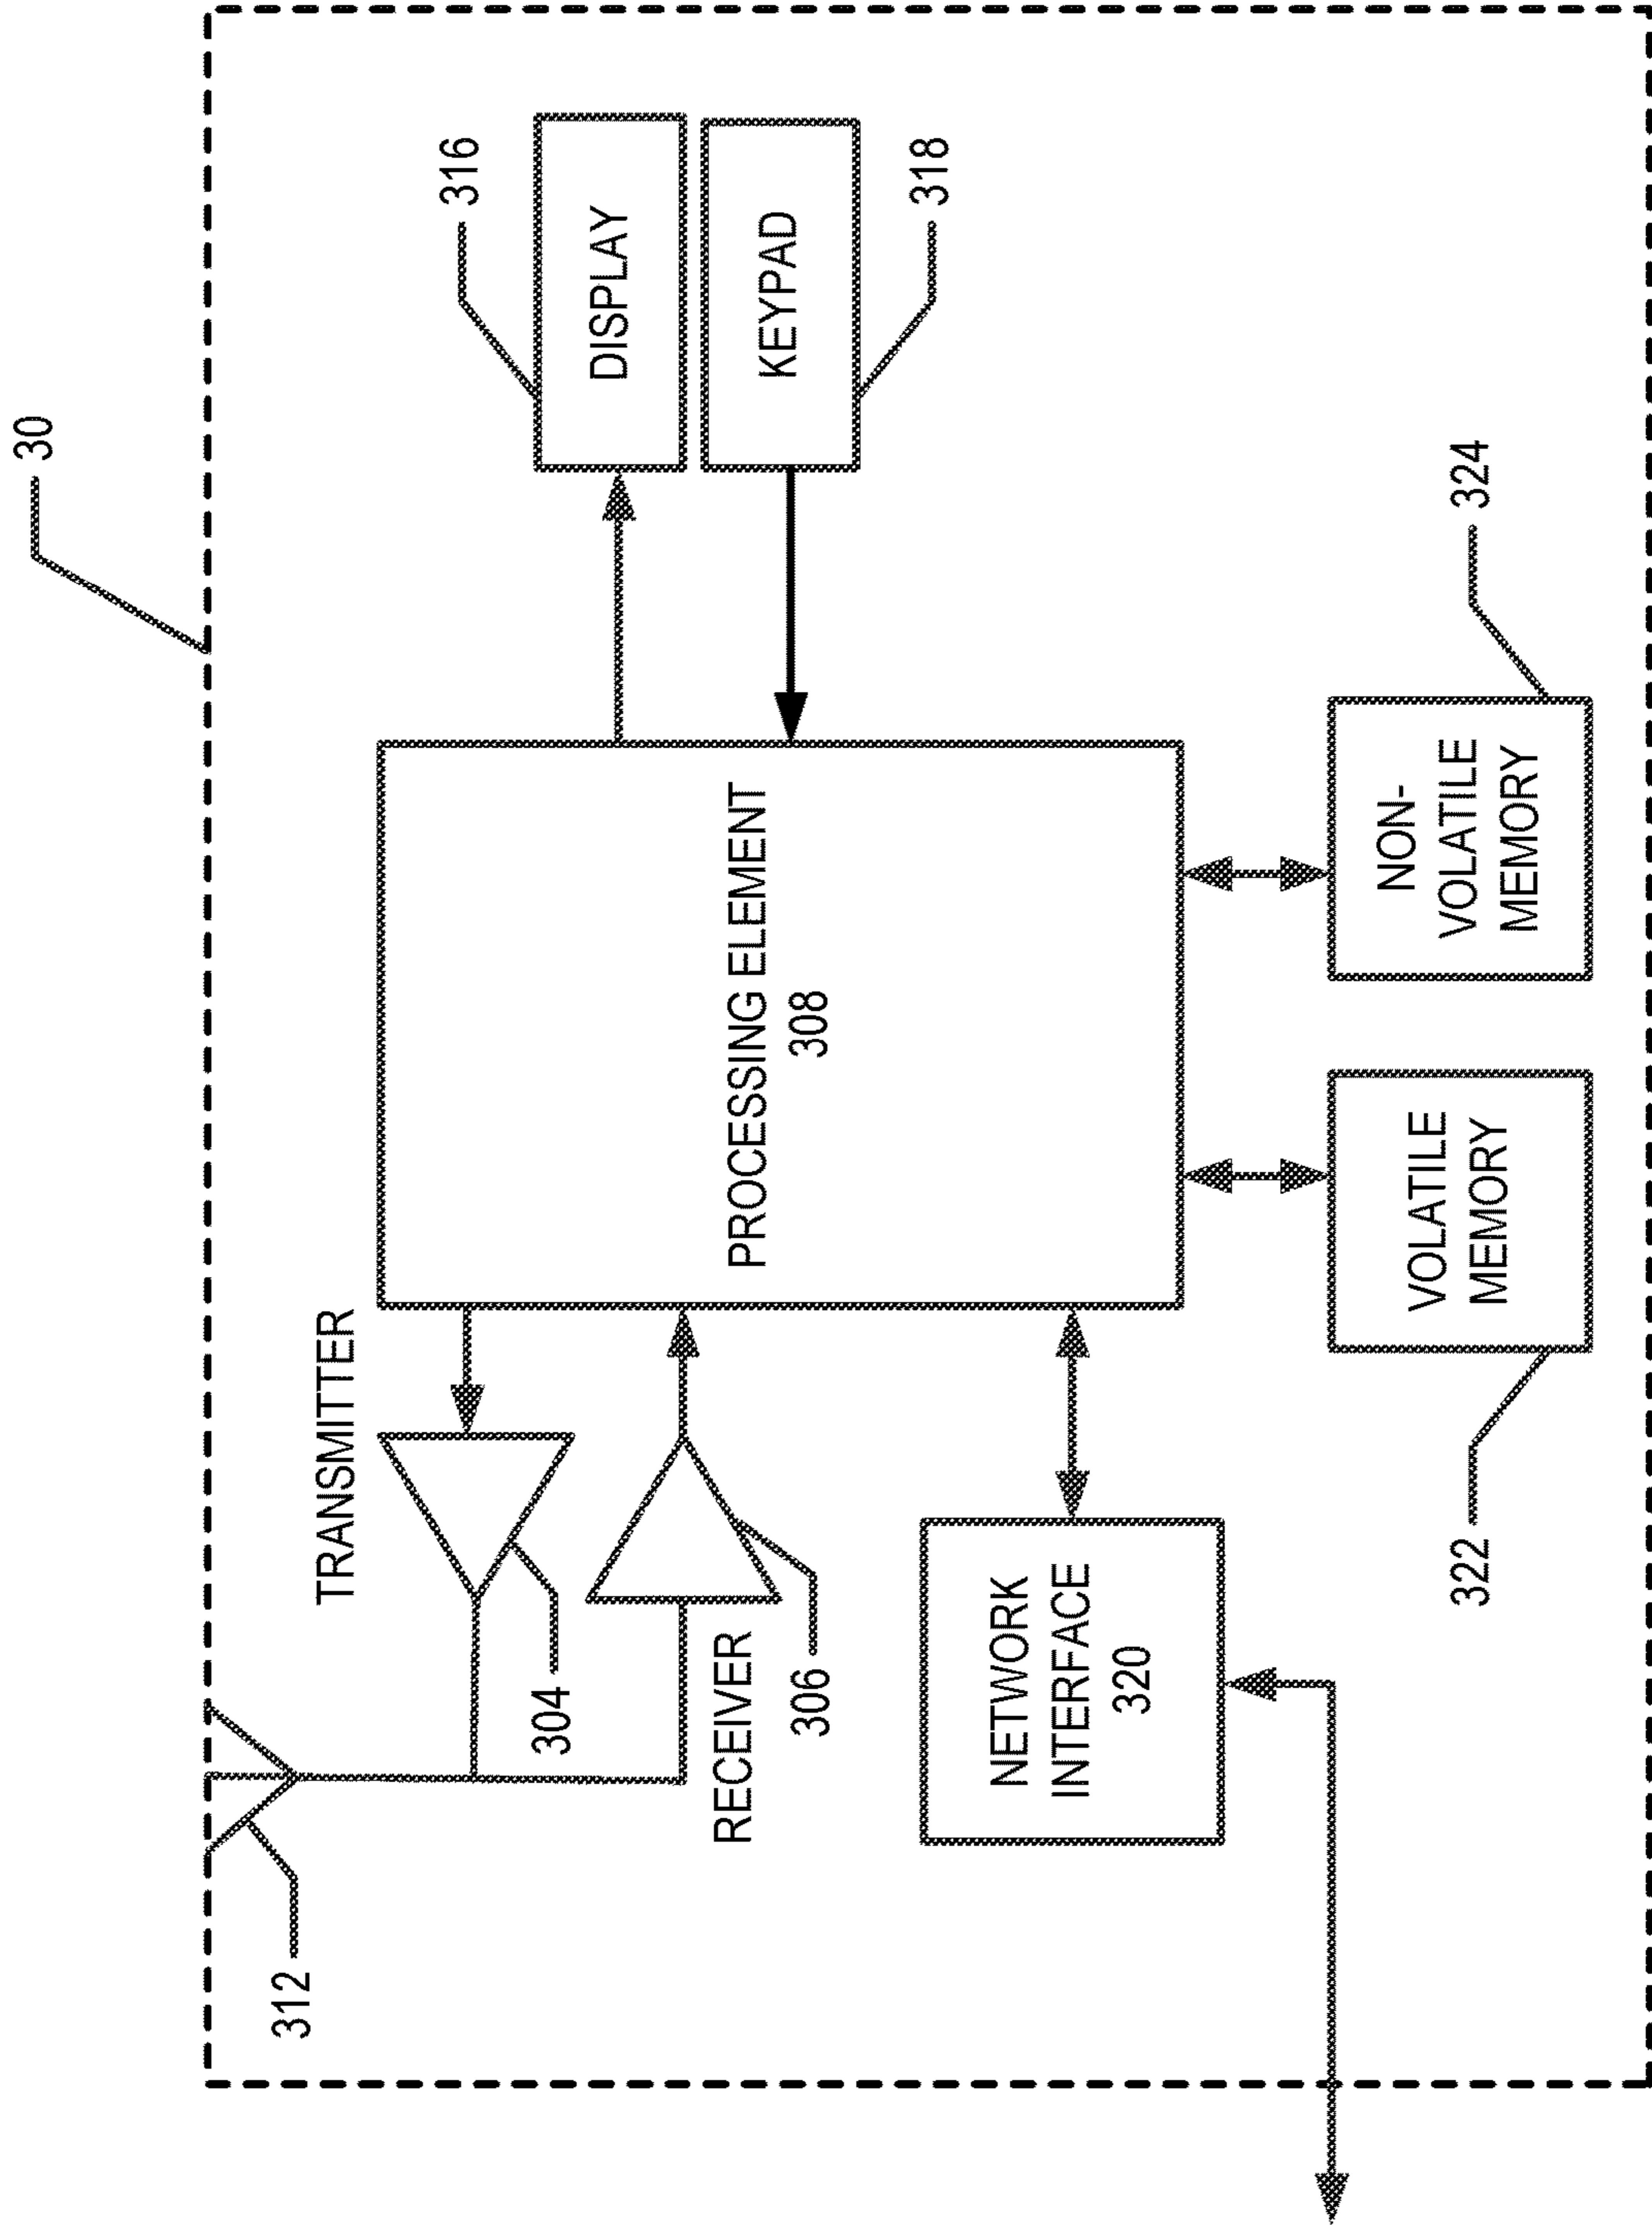 30
312
TRANSMITTER
304
RECEIVER
306
PROCESSING ELEMENT
308
316
DISPLAY
KEYPAD
318
NETWORK
INTERFACE
320
322
VOLATILE
MEMORY
NON-
VOLATILE
MEMORY
324